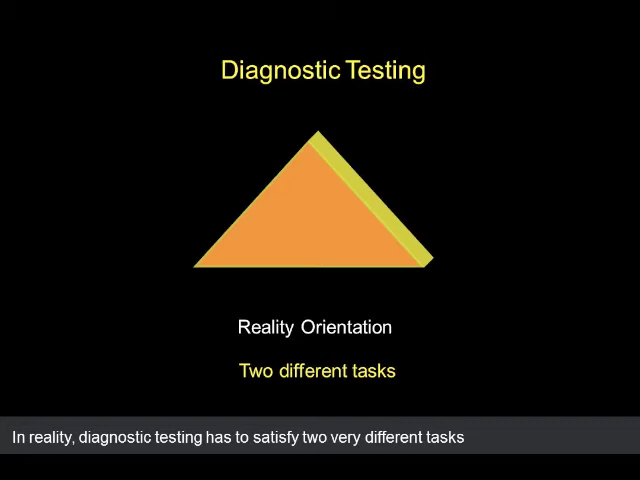 Diagnostic Testing
Reality Orientation
Two different tasks
In reality, diagnostic testing has to satisfy two very different tasks